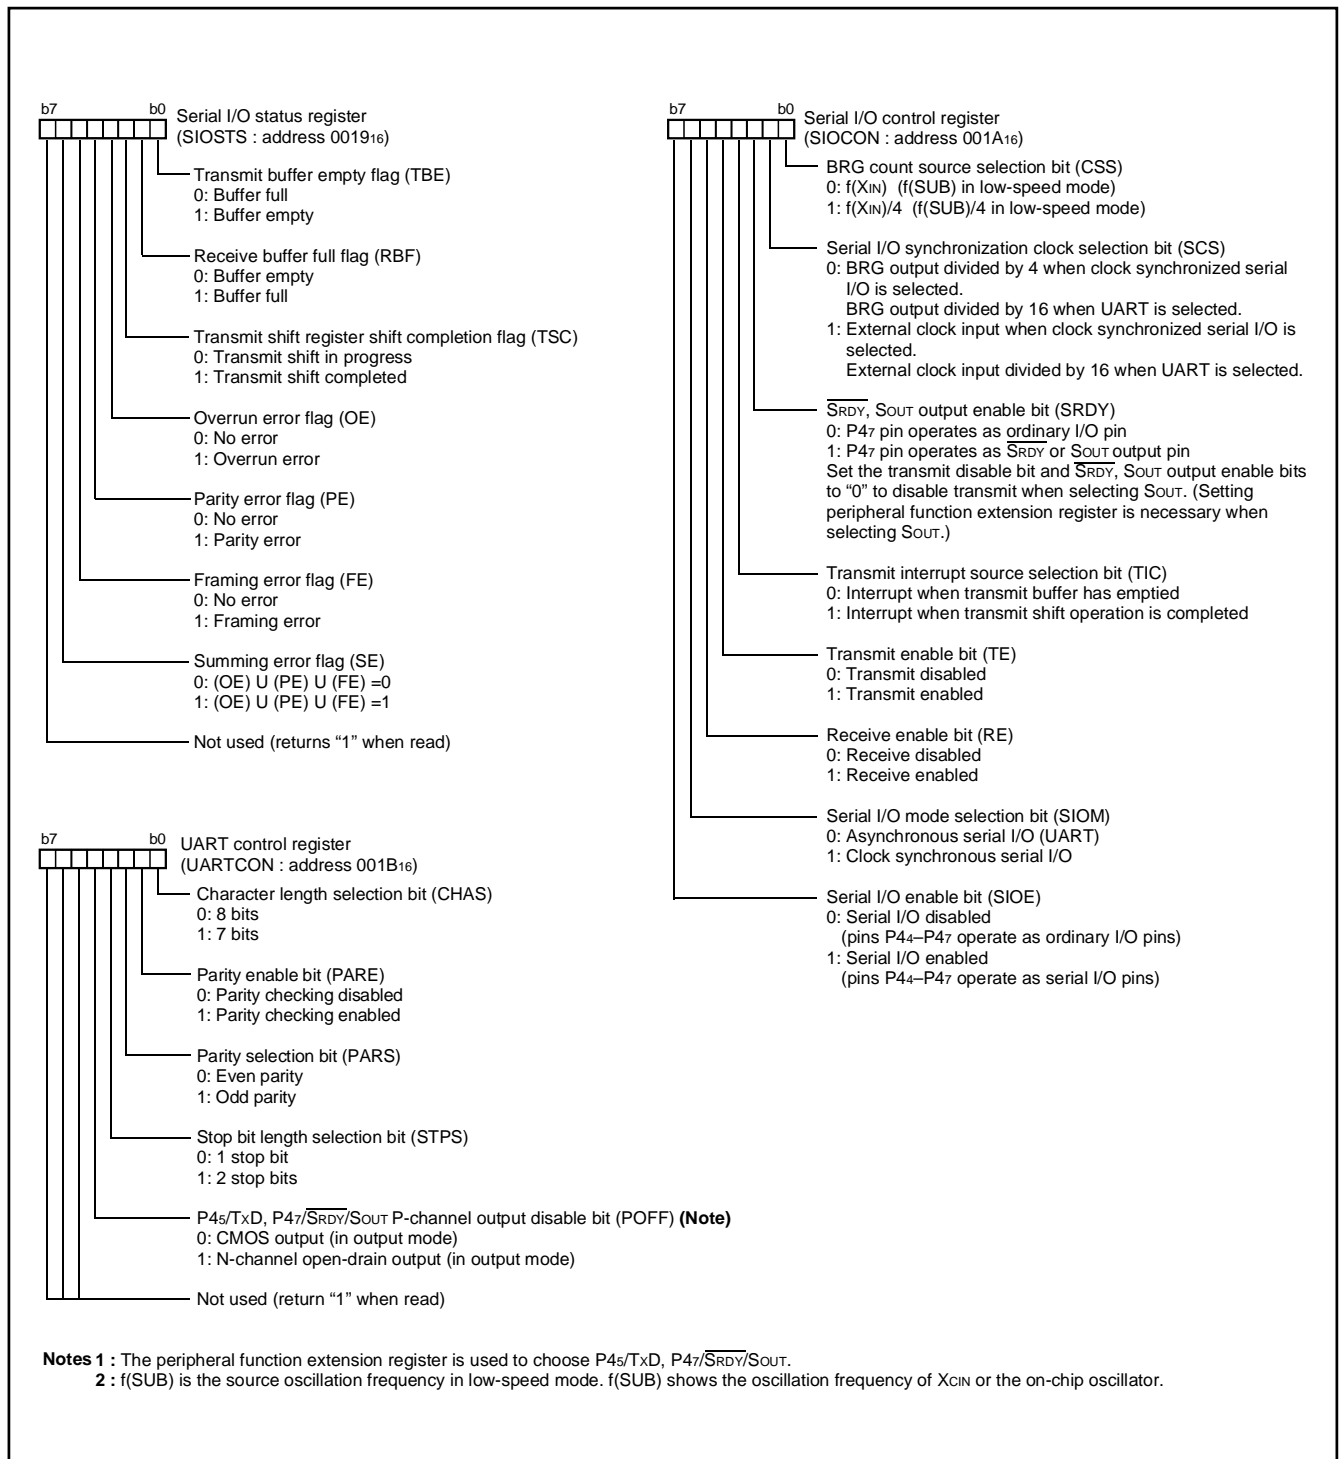 b7 b0 Serial I/O status register
(SIOSTS : address 001916)
Transmit buffer empty flag (TBE)
0: Buffer full
1: Buffer empty
Receive buffer full flag (RBF)
0: Buffer empty
1: Buffer full
Transmit shift register shift completion flag (TSC)
0: Transmit shift in progress
1: Transmit shift completed
Overrun error flag (OE)
0: No error
1: Overrun error
Parity error flag (PE)
0: No error
1: Parity error
Framing error flag (FE)
0: No error
1: Framing error
Summing error flag (SE)
0: (OE) U (PE) U (FE) =0
1: (OE) U (PE) U (FE) =1
Not used (returns “1” when read)
b7 b0 UART control register
(UARTCON : address 001B16)
Character length selection bit (CHAS)
0: 8 bits
1: 7 bits
Parity enable bit (PARE)
0: Parity checking disabled
1: Parity checking enabled
Parity selection bit (PARS)
0: Even parity
1: Odd parity
Stop bit length selection bit (STPS)
0: 1 stop bit
1: 2 stop bits
P45/TxD, P47/SRDY/SOUT P-channel output disable bit (POFF) (Note)
0: CMOS output (in output mode)
1: N-channel open-drain output (in output mode)
Not used (return “1” when read)
b7 b0 Serial I/O control register
(SIOCON : address 001A16)
BRG count source selection bit (CSS)
0: f(XIN) (f(SUB) in low-speed mode)
1: f(XIN)/4 (f(SUB)/4 in low-speed mode)
Serial I/O synchronization clock selection bit (SCS)
0: BRG output divided by 4 when clock synchronized serial
I/O is selected.
BRG output divided by 16 when UART is selected.
1: External clock input when clock synchronized serial I/O is
selected.
External clock input divided by 16 when UART is selected.
SRDY, SOUT output enable bit (SRDY)
0: P47 pin operates as ordinary I/O pin
1: P47 pin operates as SRDY or SOUT output pin
Set the transmit disable bit and SRDY, SOUT output enable bits
to “0” to disable transmit when selecting SOUT. (Setting
peripheral function extension register is necessary when
selecting SOUT.)
Transmit interrupt source selection bit (TIC)
0: Interrupt when transmit buffer has emptied
1: Interrupt when transmit shift operation is completed
Transmit enable bit (TE)
0: Transmit disabled
1: Transmit enabled
Receive enable bit (RE)
0: Receive disabled
1: Receive enabled
Serial I/O mode selection bit (SIOM)
0: Asynchronous serial I/O (UART)
1: Clock synchronous serial I/O
Serial I/O enable bit (SIOE)
0: Serial I/O disabled
(pins P44–P47 operate as ordinary I/O pins)
1: Serial I/O enabled
(pins P44–P47 operate as serial I/O pins)
Notes 1 : The peripheral function extension register is used to choose P45/TxD, P47/SRDY/SOUT.
2 : f(SUB) is the source oscillation frequency in low-speed mode. f(SUB) shows the oscillation frequency of XCIN or the on-chip oscillator.